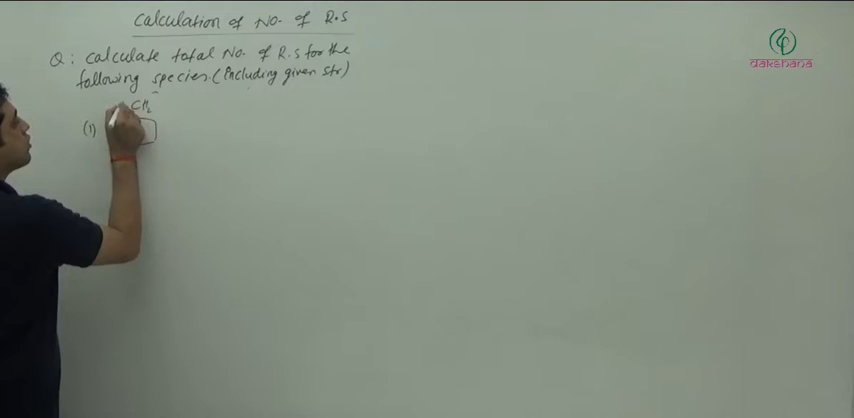 Calculation of No. of R.S
Q: Calculate total No. of R.S for the
following species (including given str)
CH2
(1)
dakshana